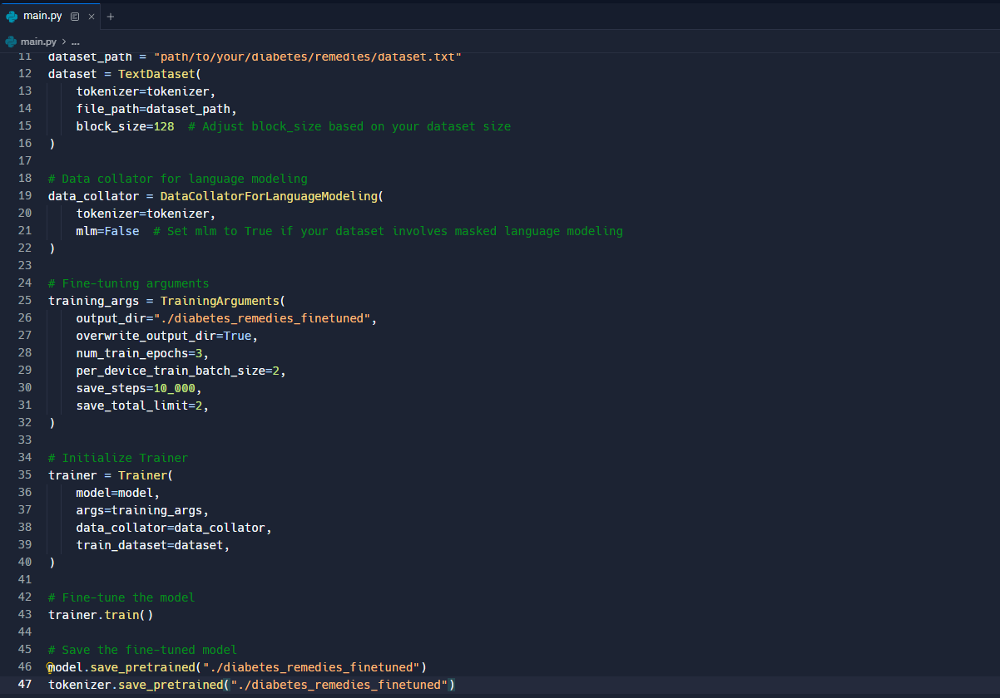 main.py
main.py > ...
11 dataset_path = "path/to/your/diabetes/remedies/dataset.txt"
12 dataset = TextDataset(
13     tokenizer=tokenizer,
14     file_path=dataset_path,
15     block_size=128  # Adjust block_size based on your dataset size
16 )
17
18 # Data collator for language modeling
19 data_collator = DataCollatorForLanguageModeling(
20     tokenizer=tokenizer,
21     mlm=False  # Set mlm to True if your dataset involves masked language modeling
22 )
23
24 # Fine-tuning arguments
25 training_args = TrainingArguments(
26     output_dir="./diabetes_remedies_finetuned",
27     overwrite_output_dir=True,
28     num_train_epochs=3,
29     per_device_train_batch_size=2,
30     save_steps=10_000,
31     save_total_limit=2,
32 )
33
34 # Initialize Trainer
35 trainer = Trainer(
36     model=model,
37     args=training_args,
38     data_collator=data_collator,
39     train_dataset=dataset,
40 )
41
42 # Fine-tune the model
43 trainer.train()
44
45 # Save the fine-tuned model
46 model.save_pretrained("./diabetes_remedies_finetuned")
47 tokenizer.save_pretrained("./diabetes_remedies_finetuned")